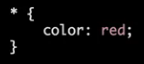 * {
    color: red;
}